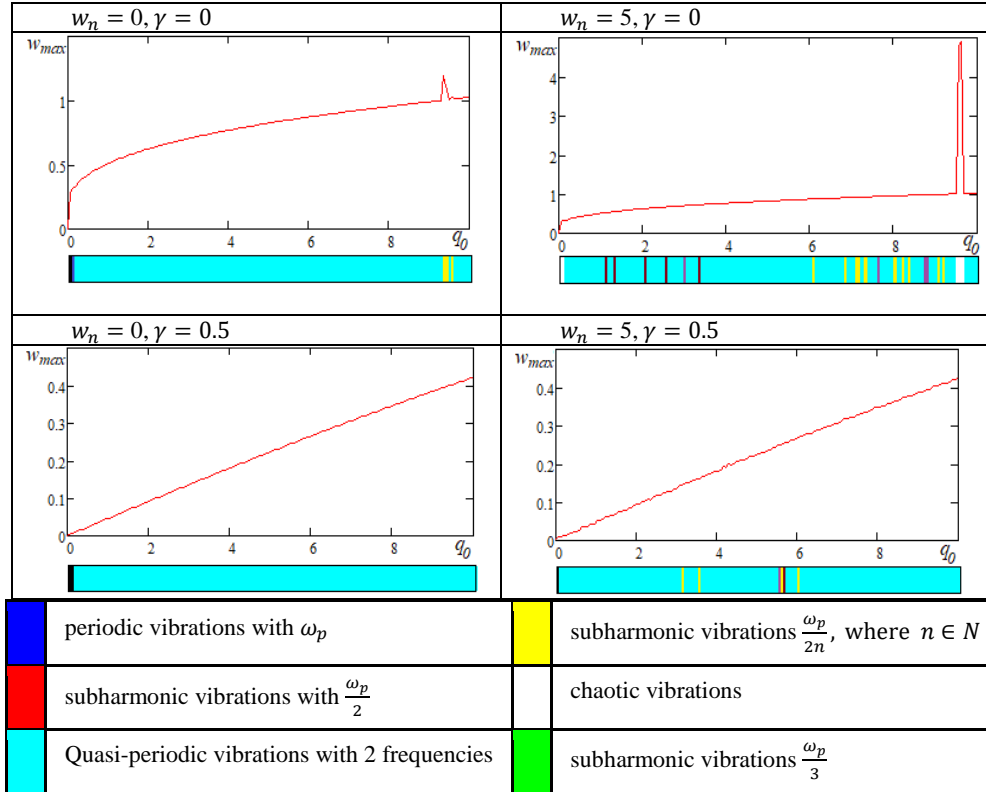 w_n = 0, γ = 0
w_max
1
0.5
0
0 2 4 6 8 q_0
w_n = 5, γ = 0
w_max
4
3
2
1
0
0 2 4 6 8 q_0
w_n = 0, γ = 0.5
w_max
0.4
0.3
0.2
0.1
0
0 2 4 6 8 q_0
w_n = 5, γ = 0.5
w_max
0.4
0.3
0.2
0.1
0
0 2 4 6 8 q_0
periodic vibrations with ω_p
subharmonic vibrations ω_p/2n, where n ∈ N
subharmonic vibrations with ω_p/2
chaotic vibrations
Quasi-periodic vibrations with 2 frequencies
subharmonic vibrations ω_p/3